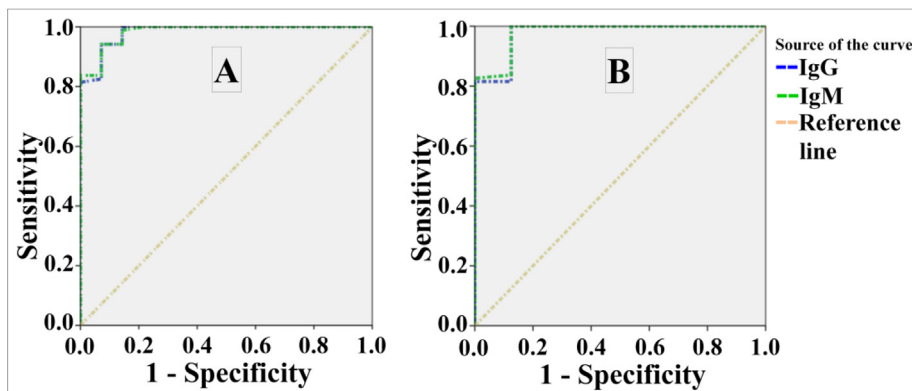 A
Sensitivity
1.0
0.8
0.6
0.4
0.2
0.0
0.0 0.2 0.4 0.6 0.8 1.0
1 - Specificity
B
Sensitivity
1.0
0.8
0.6
0.4
0.2
0.0
0.0 0.2 0.4 0.6 0.8 1.0
1 - Specificity
Source of the curve
IgG
IgM
Reference
line